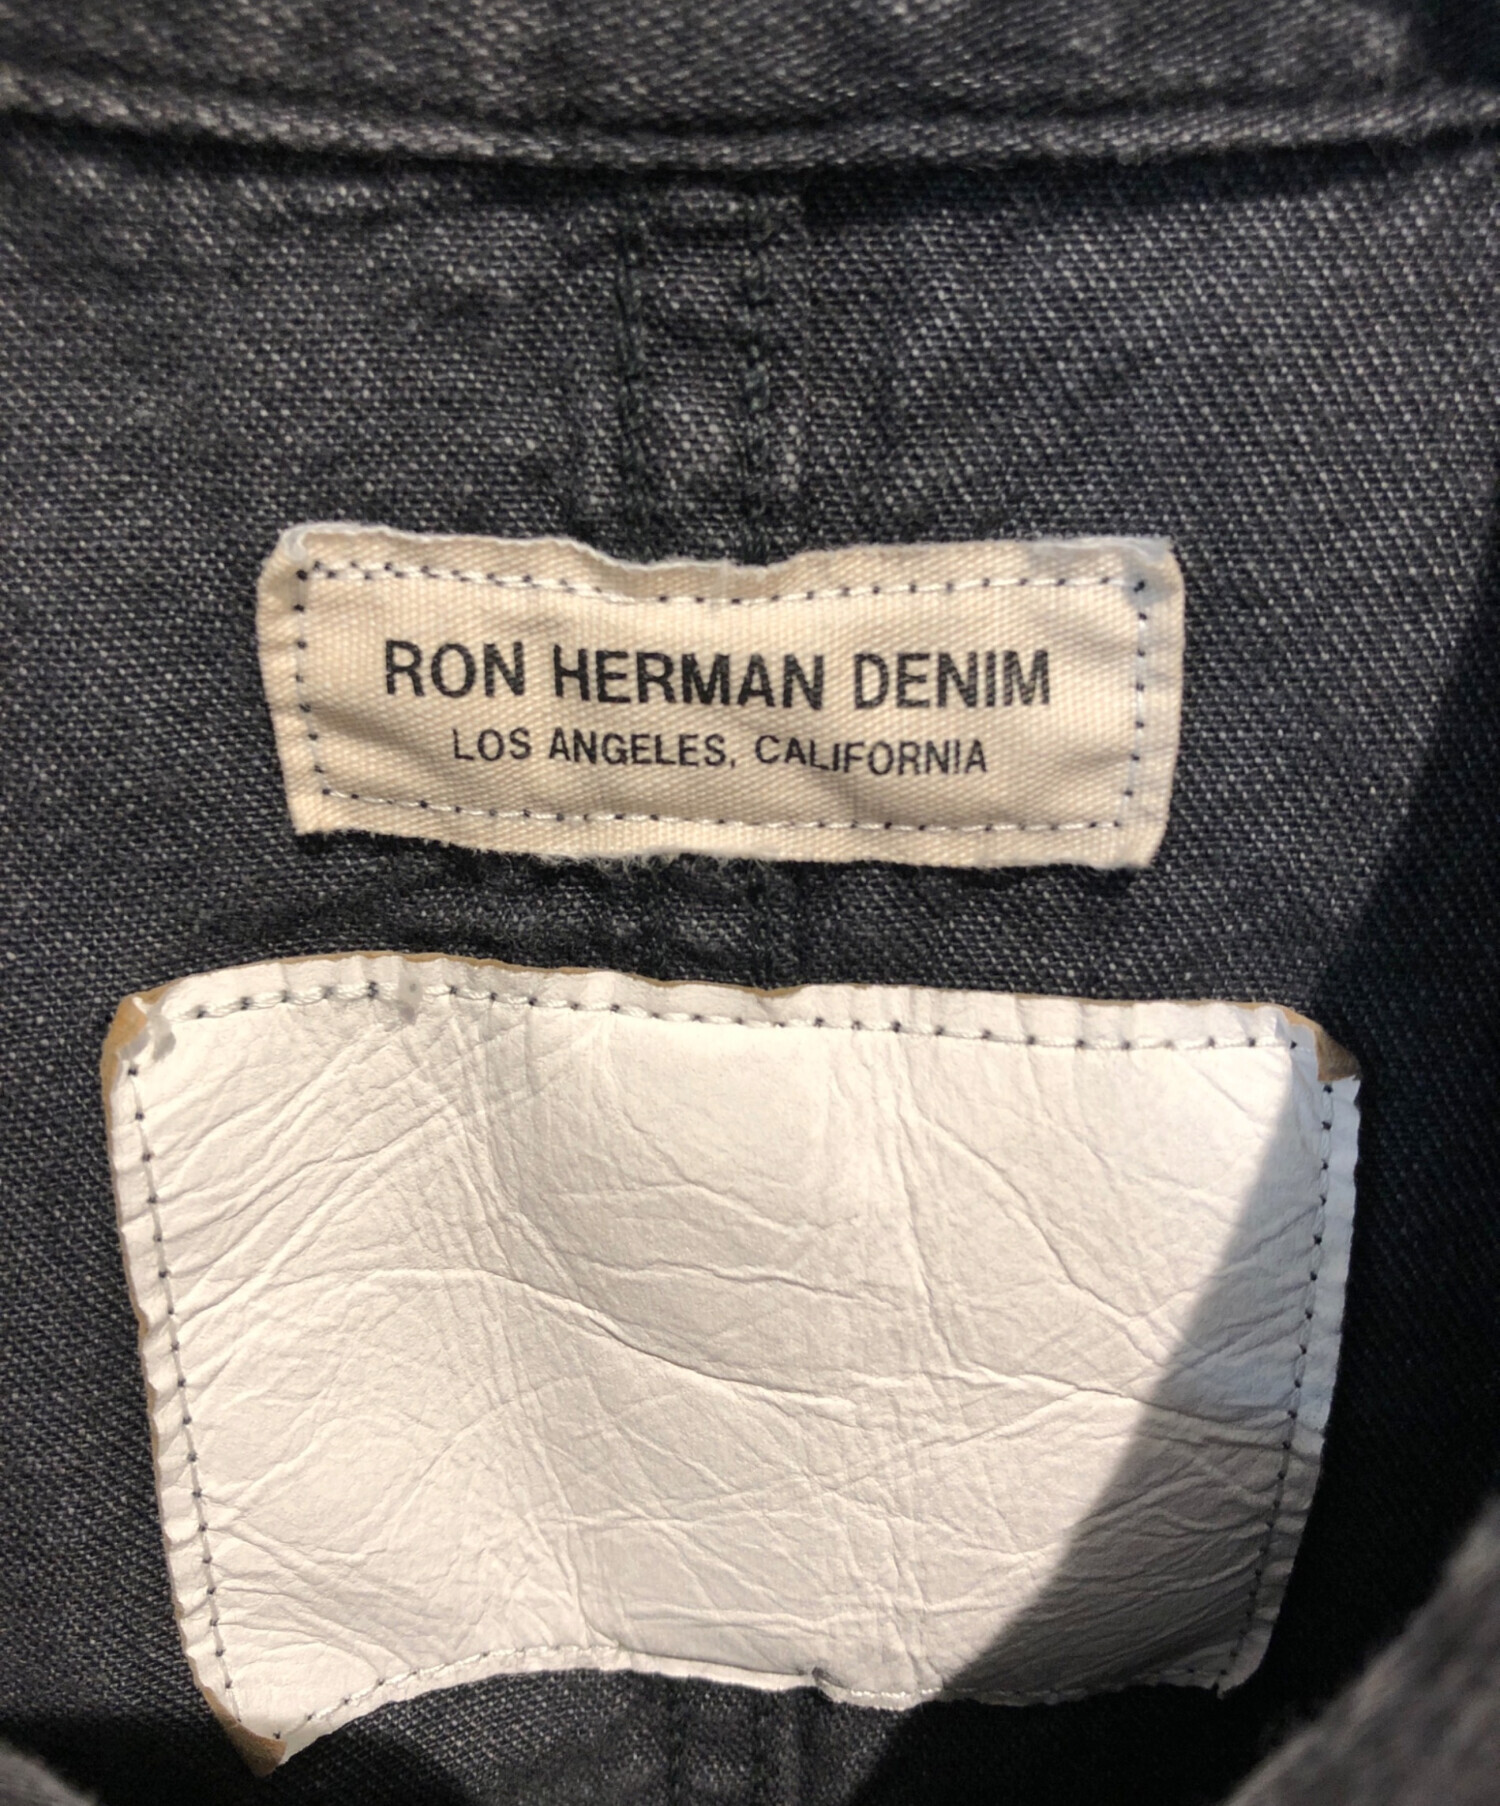 RON HERMAN DENIM
LOS ANGELES, CALIFORNIA